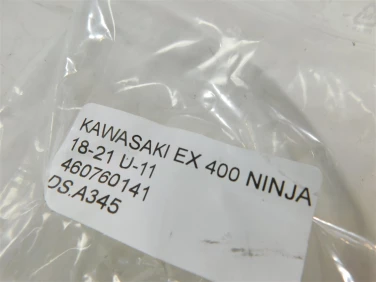 KAWASAKI EX 400 NINJA
18-21 U-11
460760141
DS.A345